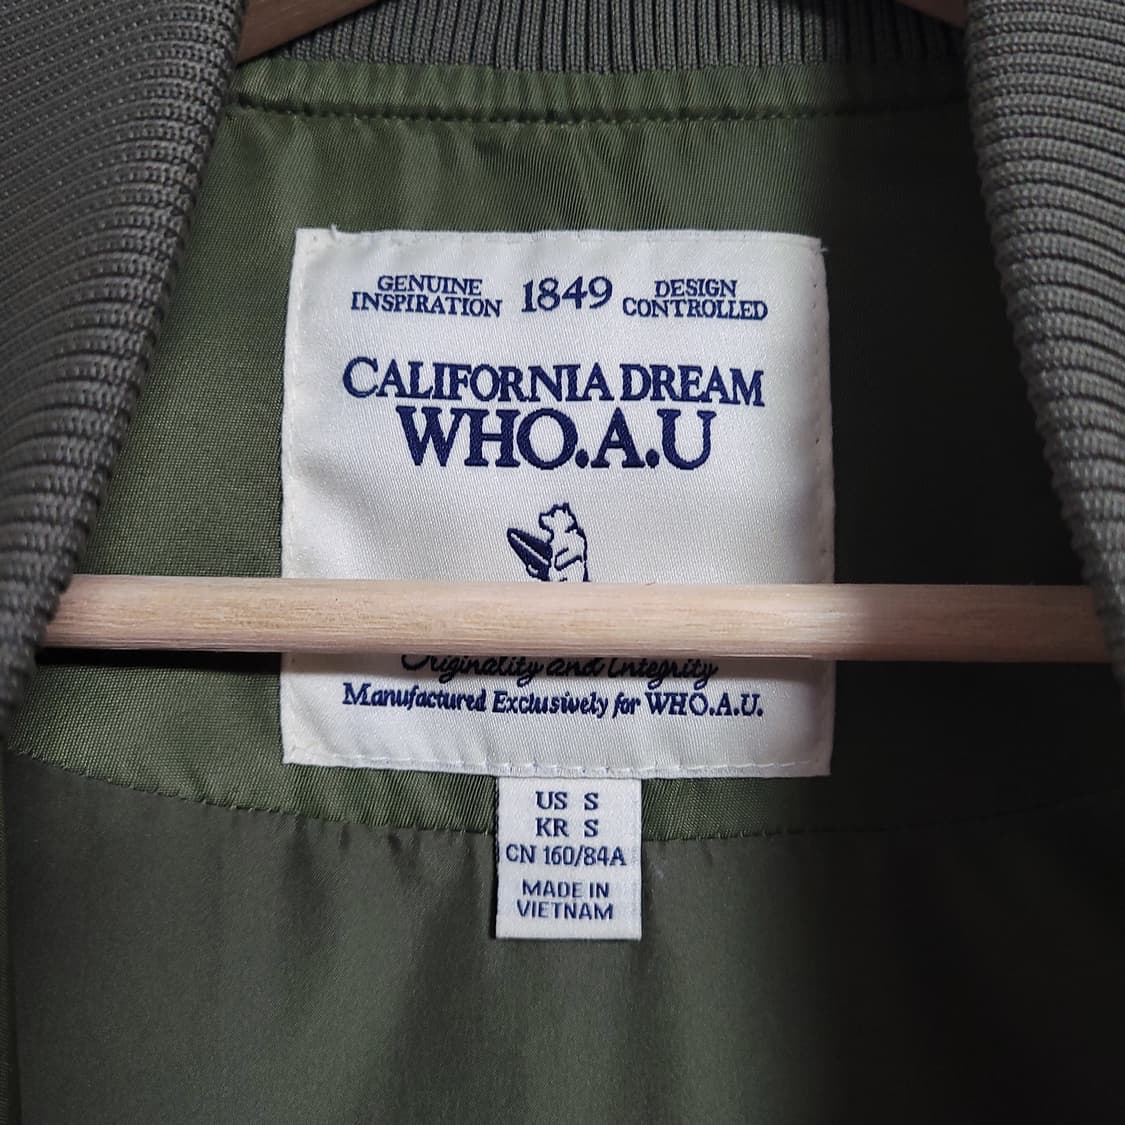 GENUINE INSPIRATION 1849 DESIGN CONTROLLED
CALIFORNIA DREAM
WHO.A.U
Originality and Integrity
Manufactured Exclusively for WHO.A.U.
US S
KR S
CN 160/84A
MADE IN
VIETNAM